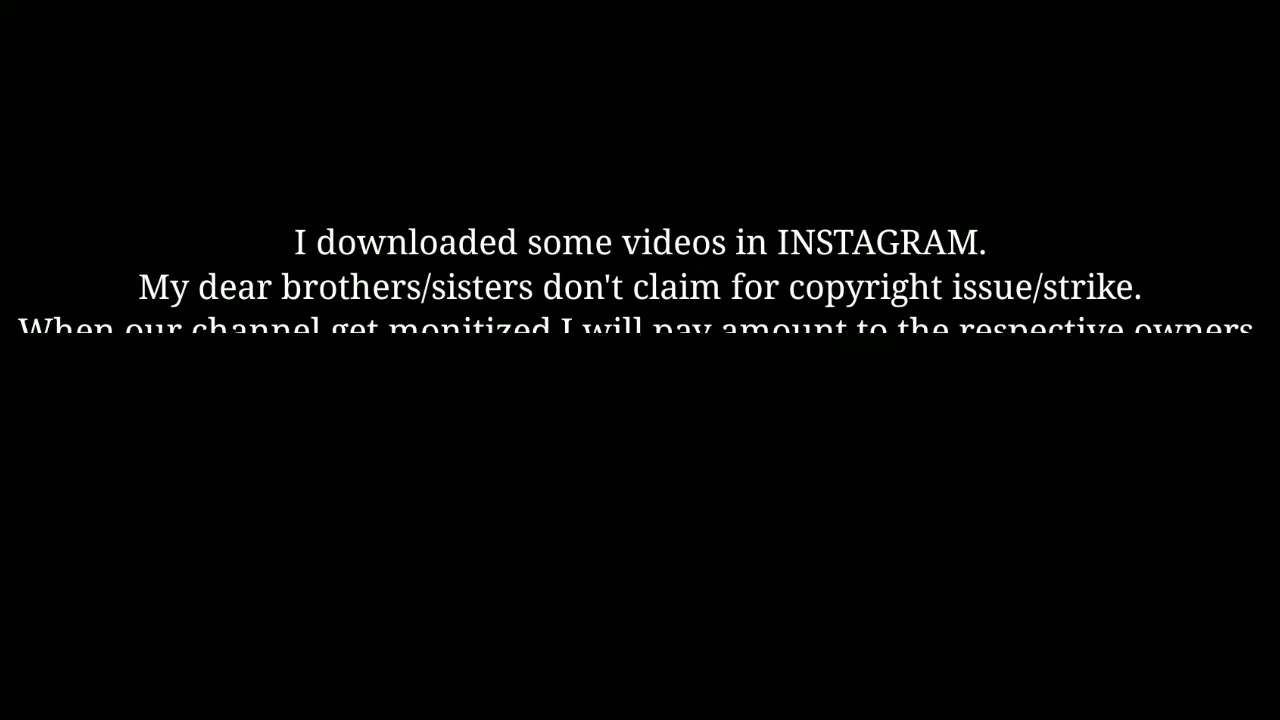 I downloaded some videos in INSTAGRAM.
My dear brothers/sisters don't claim for copyright issue/strike.
When our channel get monitized I will pay amount to the respective owners